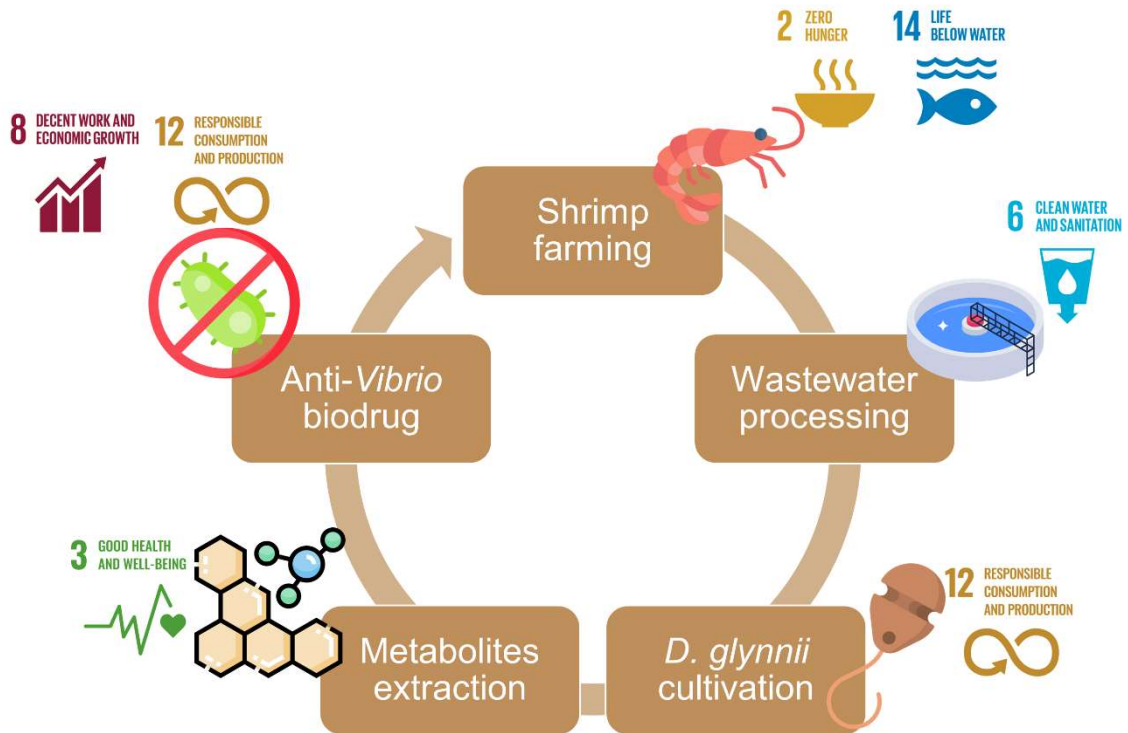 2 ZERO
HUNGER
14 LIFE
BELOW WATER
8 DECENT WORK AND
ECONOMIC GROWTH
12 RESPONSIBLE
CONSUMPTION
AND PRODUCTION
Shrimp
farming
6 CLEAN WATER
AND SANITATION
Anti-Vibrio
biodrug
Wastewater
processing
3 GOOD HEALTH
AND WELL-BEING
12 RESPONSIBLE
CONSUMPTION
AND PRODUCTION
Metabolites
extraction
D. glynnii
cultivation